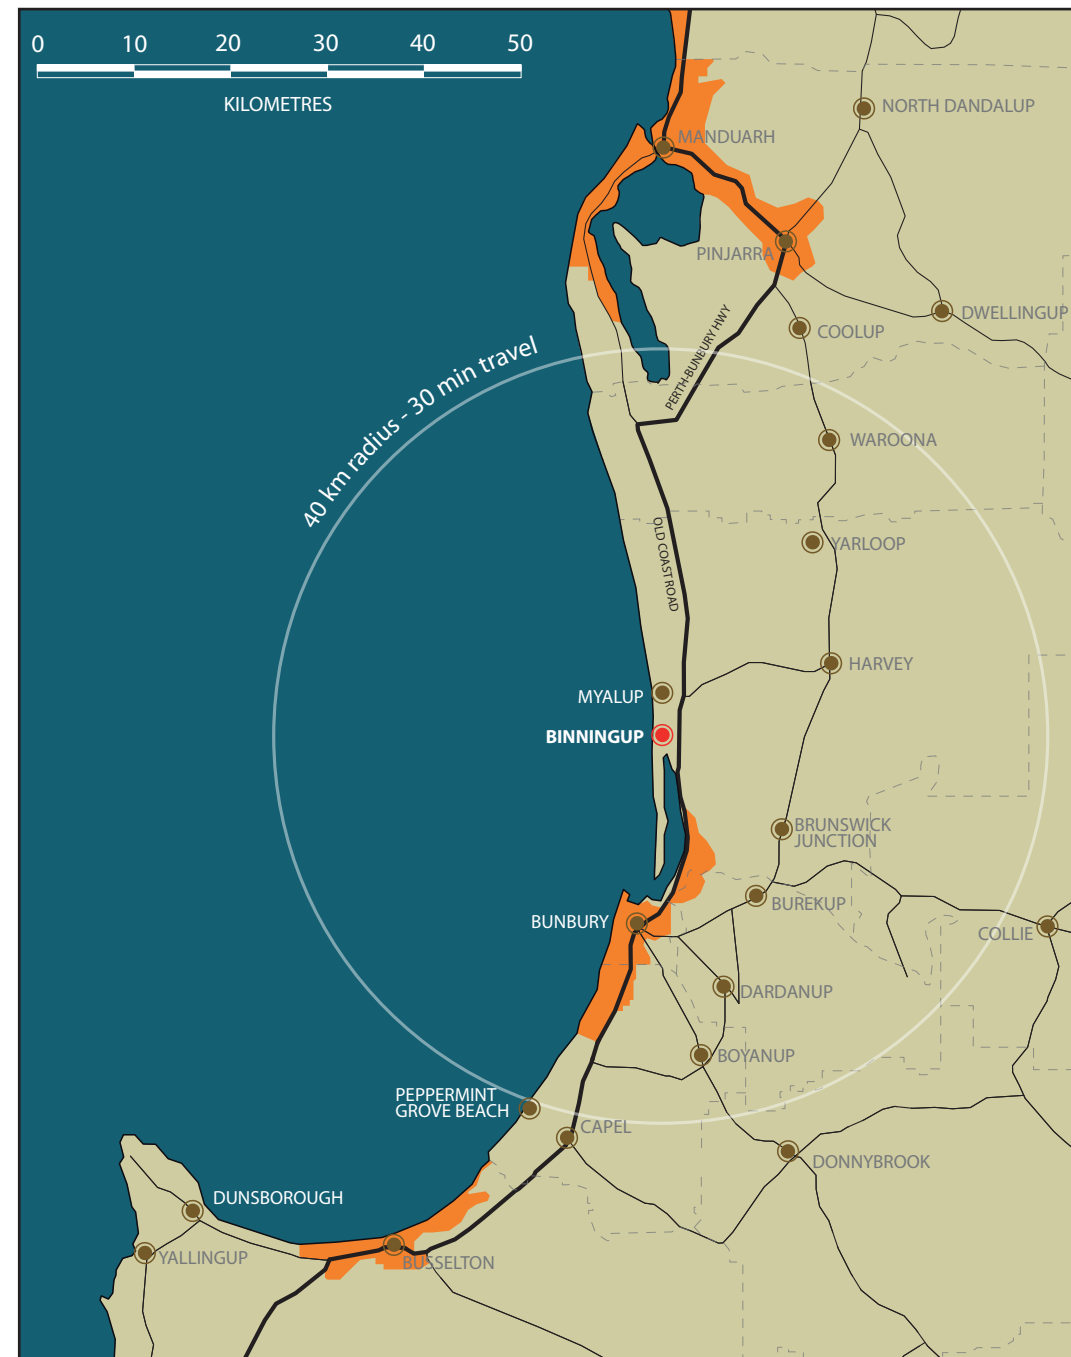 0 10 20 30 40 50
KILOMETRES
NORTH DANDALUP
MANDUARH
PINJARRA
DWELLINGUP
COOLUP
PERTH-BUNBURY HWY
40 km radius - 30 min travel
WAROONA
OLD COAST ROAD
YARLOOP
HARVEY
MYALUP
BINNINGUP
BRUNSWICK
JUNCTION
BUREKUP
BUNBURY
COLLIE
DARDANUP
BOYANUP
PEPPERMINT
GROVE BEACH
CAPEL
DONNYBROOK
DUNSBOROUGH
YALLINGUP
BUSSELTON